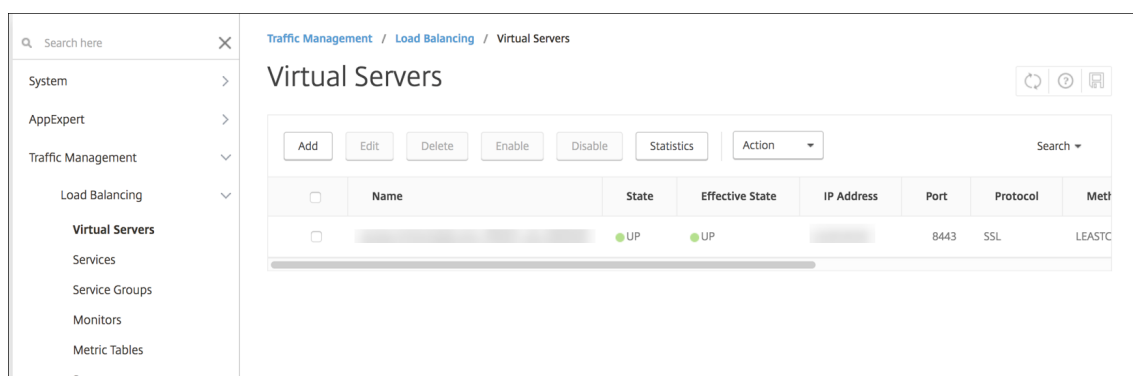 Search here
System
AppExpert
Traffic Management
Load Balancing
Virtual Servers
Services
Service Groups
Monitors
Metric Tables
Traffic Management / Load Balancing / Virtual Servers
Virtual Servers
Add Edit Delete Enable Disable Statistics Action Search
Name State Effective State IP Address Port Protocol
UP UP 8443 SSL